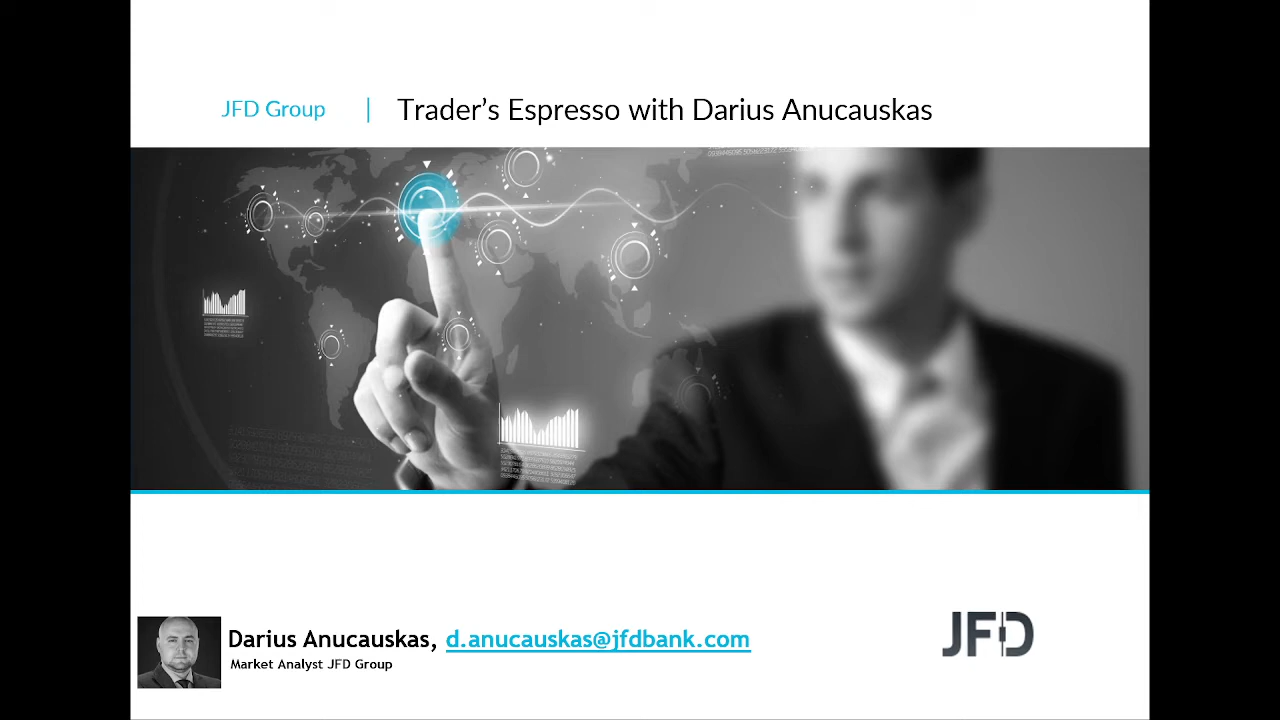 JFD Group | Trader’s Espresso with Darius Anucauskas
Darius Anucauskas, d.anucauskas@jfdbank.com
Market Analyst JFD Group
JFD